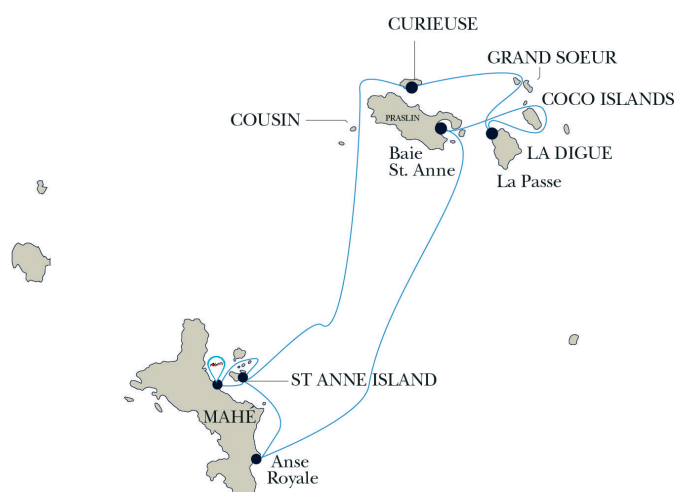 CURIEUSE
GRAND SOEUR
COCO ISLANDS
COUSIN
PRASLIN
Baie
St. Anne
LA DIGUE
La Passe
ST ANNE ISLAND
MAHÉ
Anse
Royale